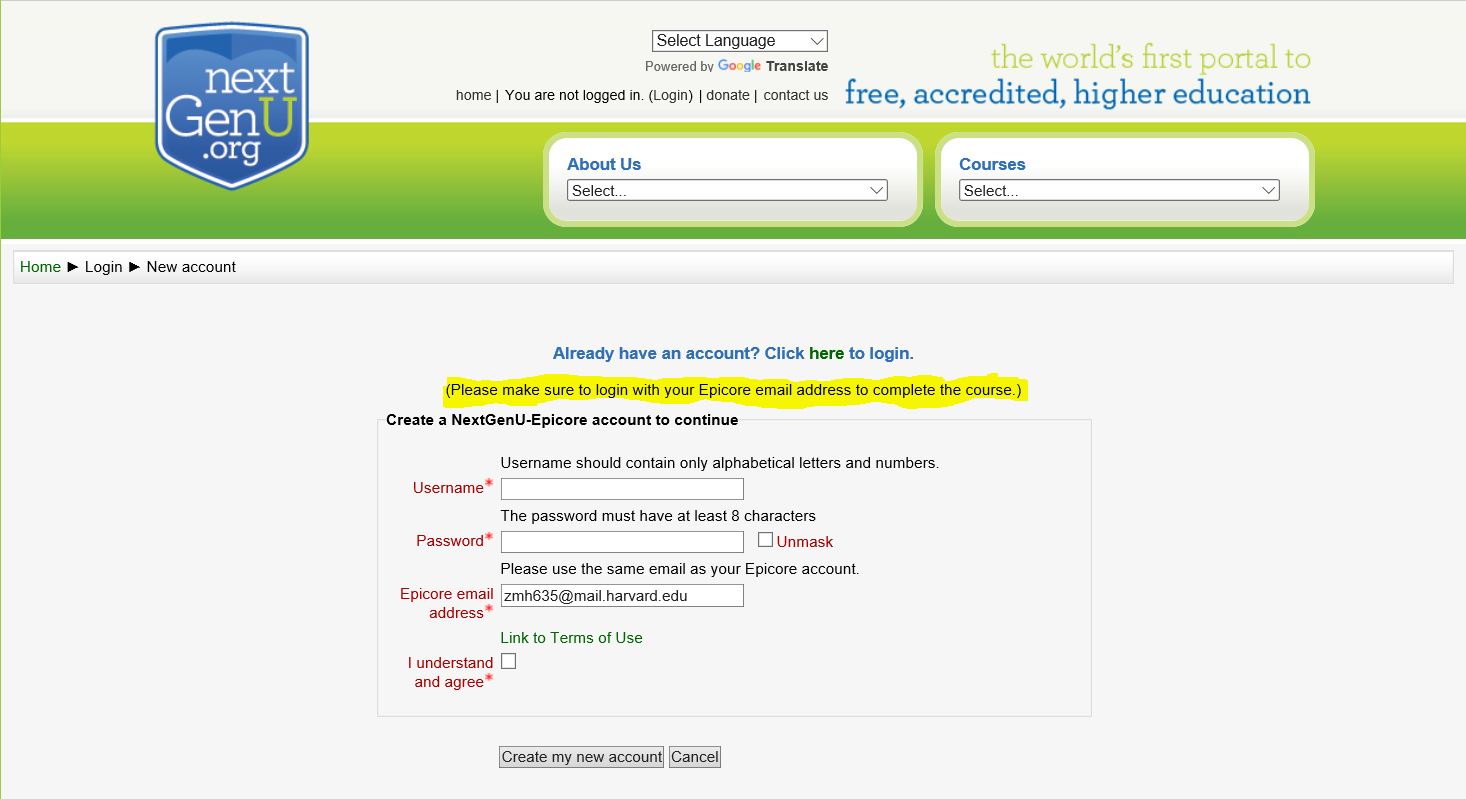 next
GenU
.org
Select Language
Powered by Google Translate
home | You are not logged in. (Login) | donate | contact us
the world's first portal to
free, accredited, higher education
About Us
Select...
Courses
Select...
Home ► Login ► New account
Already have an account? Click here to login.
(Please make sure to login with your Epicore email address to complete the course.)
Create a NextGenU-Epicore account to continue
Username should contain only alphabetical letters and numbers.
Username*
The password must have at least 8 characters
Password*
Unmask
Please use the same email as your Epicore account.
Epicore email
address*
zmh635@mail.harvard.edu
Link to Terms of Use
I understand
and agree*
Create my new account
Cancel